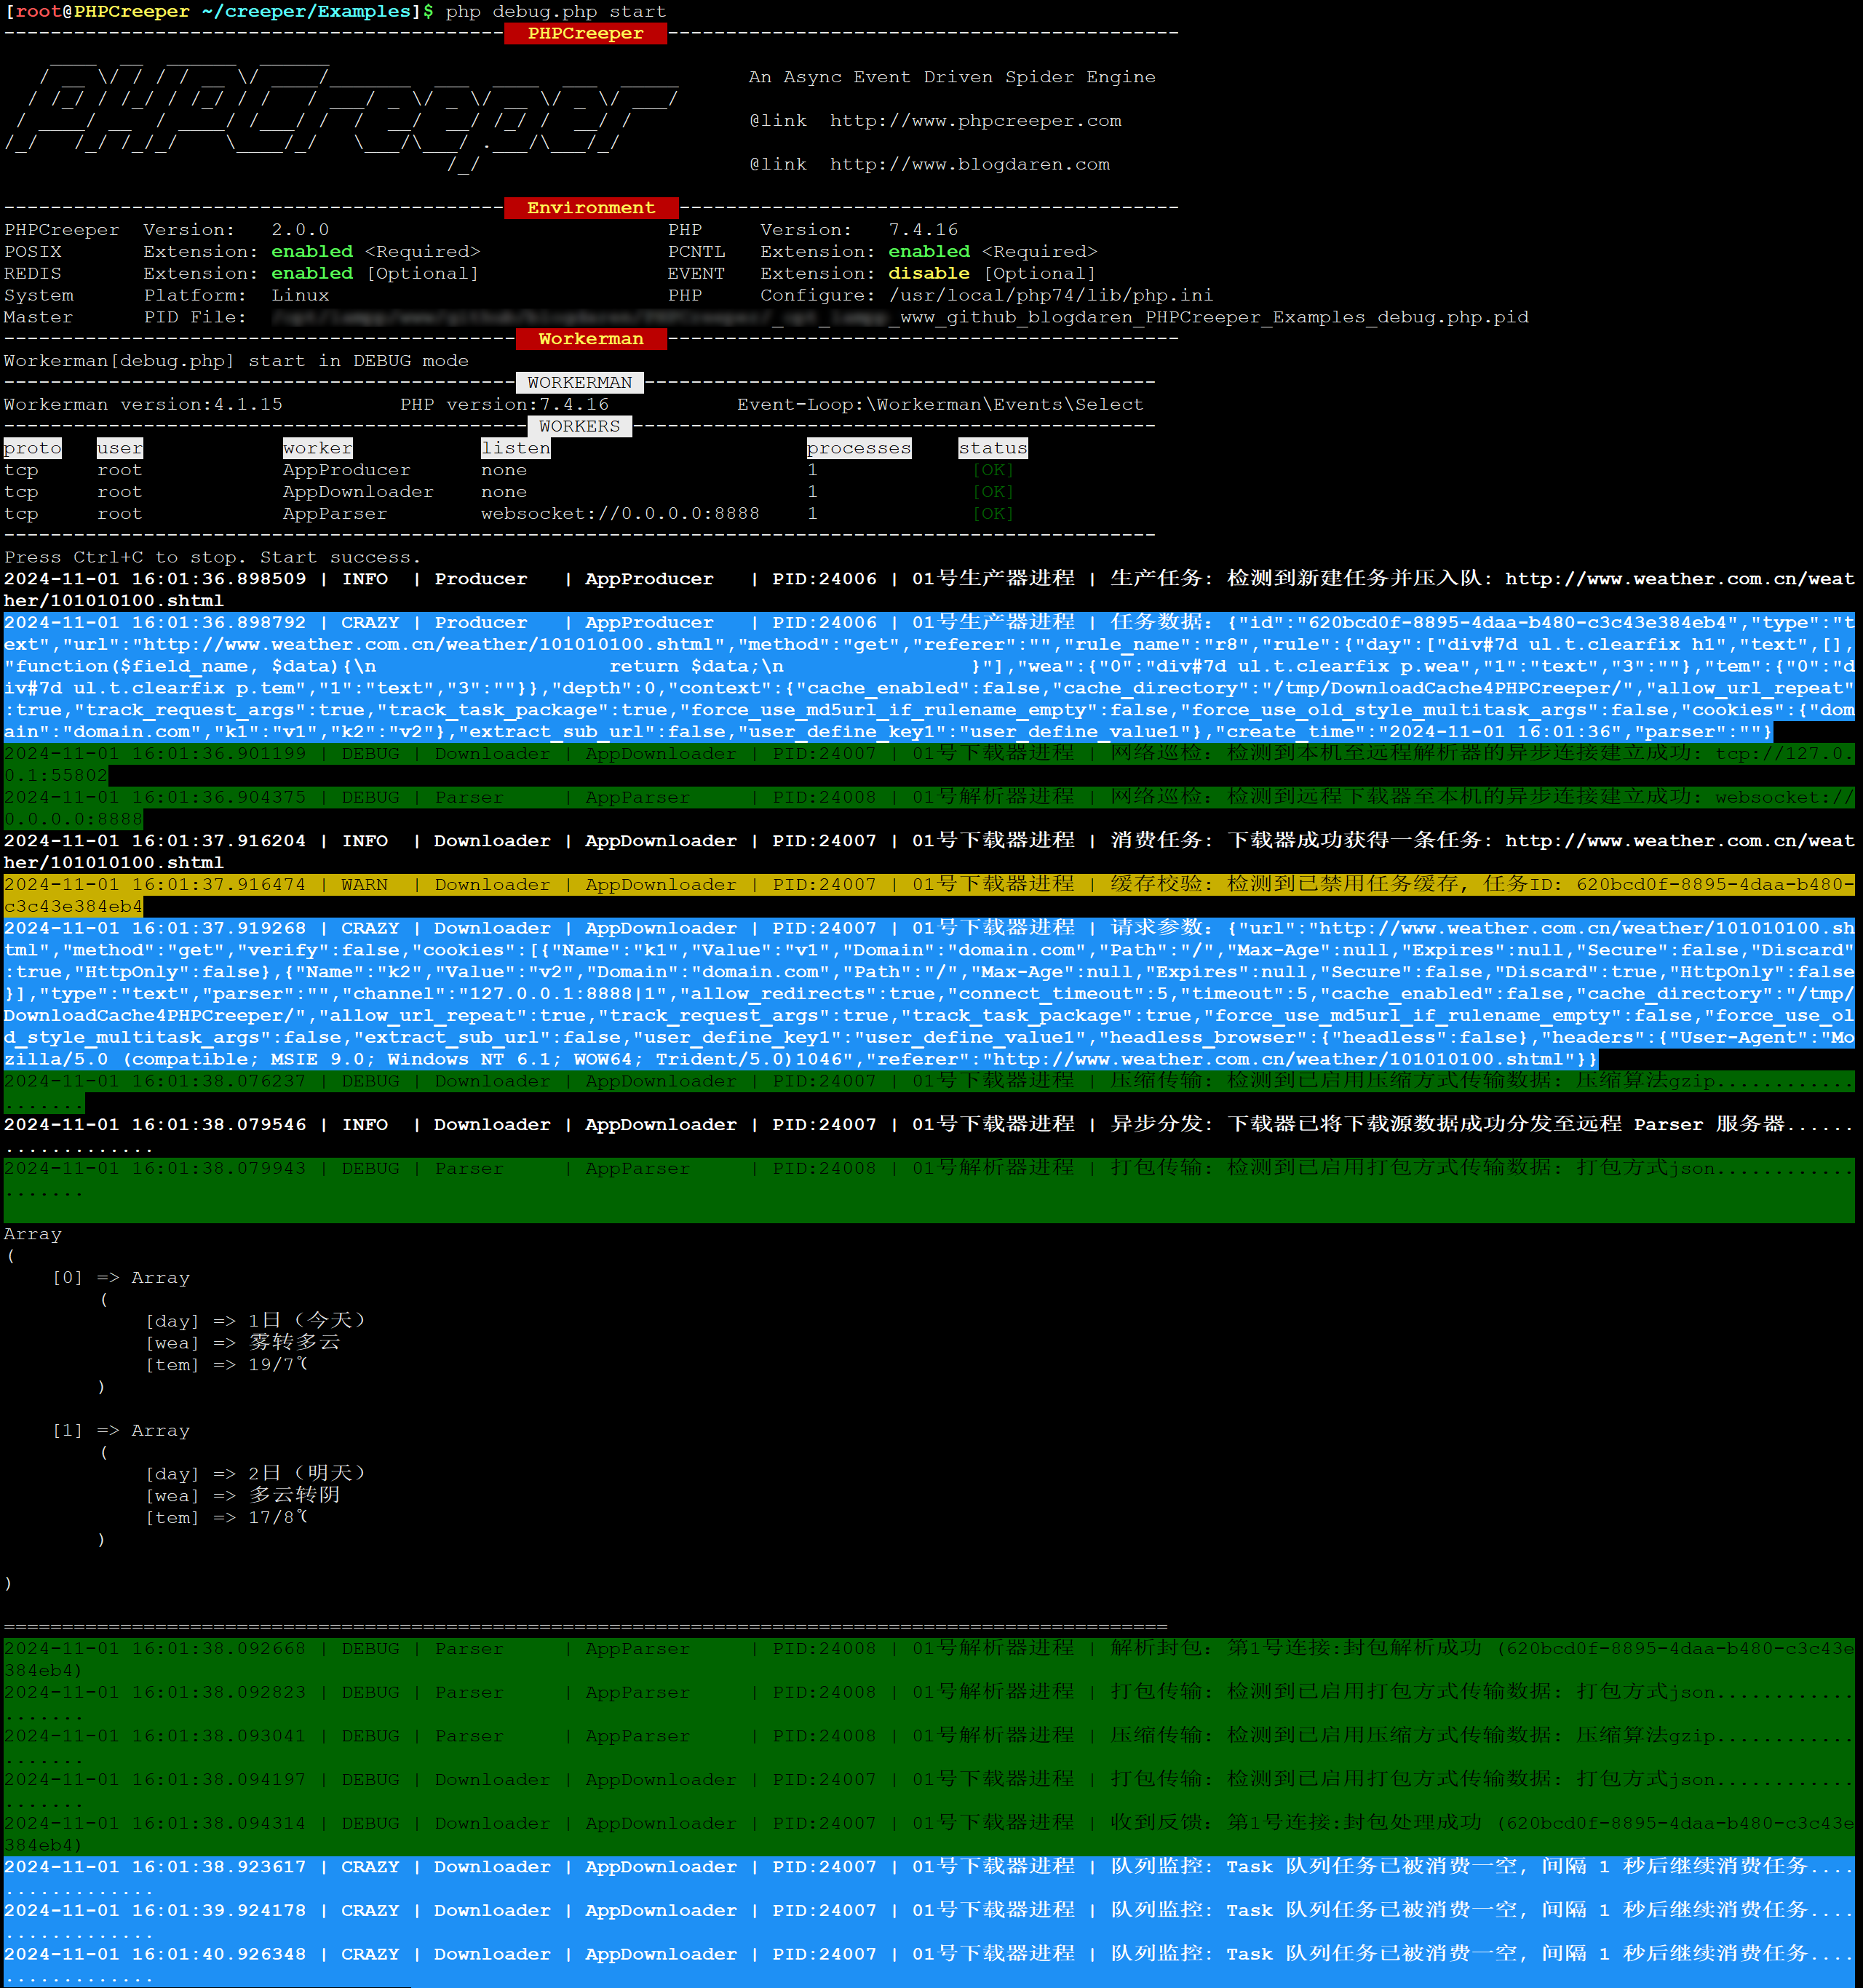 [root@PHPCreeper ~/creeper/Examples]$ php debug.php start
------------------------------------------- PHPCreeper --------------------------------------------
An Async Event Driven Spider Engine
@link  http://www.phpcreeper.com
@link  http://www.blogdaren.com
------------------------------------------- Environment -------------------------------------------
PHPCreeper  Version:   2.0.0                             PHP     Version:   7.4.16
POSIX       Extension: enabled <Required>                PCNTL   Extension: enabled <Required>
REDIS       Extension: enabled [Optional]                EVENT   Extension: disable [Optional]
System      Platform:  Linux                             PHP     Configure: /usr/local/php74/lib/php.ini
Master      PID File:  _www_github_blogdaren_PHPCreeper_Examples_debug.php.pid
-------------------------------------------- Workerman --------------------------------------------
Workerman[debug.php] start in DEBUG mode
-------------------------------------------- WORKERMAN --------------------------------------------
Workerman version:4.1.15          PHP version:7.4.16           Event-Loop:\Workerman\Events\Select
--------------------------------------------- WORKERS ---------------------------------------------
proto   user            worker           listen                      processes    status
tcp     root            AppProducer      none                        1             [OK]
tcp     root            AppDownloader    none                        1             [OK]
tcp     root            AppParser        websocket://0.0.0.0:8888    1             [OK]
---------------------------------------------------------------------------------------------------
Press Ctrl+C to stop. Start success.
2024-11-01 16:01:36.898509 | INFO  | Producer   | AppProducer   | PID:24006 | 01号生产器进程 | 生产任务: 检测到新建任务并压入队: http://www.weather.com.cn/weat
her/101010100.shtml
2024-11-01 16:01:36.898792 | CRAZY | Producer   | AppProducer   | PID:24006 | 01号生产器进程 | 任务数据: {"id":"620bcd0f-8895-4daa-b480-c3c43e384eb4","type":"t
ext","url":"http://www.weather.com.cn/weather/101010100.shtml","method":"get","referer":"","rule_name":"r8","rule":{"day":["div#7d ul.t.clearfix h1","text",[],
"function($field_name, $data){\n                    return $data;\n                }"],"wea":{"0":"div#7d ul.t.clearfix p.wea","1":"text","3":""},"tem":{"0":"d
iv#7d ul.t.clearfix p.tem","1":"text","3":""}},"depth":0,"context":{"cache_enabled":false,"cache_directory":"/tmp/DownloadCache4PHPCreeper/","allow_url_repeat"
:true,"track_request_args":true,"track_task_package":true,"force_use_md5url_if_rulename_empty":false,"force_use_old_style_multitask_args":false,"cookies":{"dom
ain":"domain.com","k1":"v1","k2":"v2"},"extract_sub_url":false,"user_define_key1":"user_define_value1"},"create_time":"2024-11-01 16:01:36","parser":""}
2024-11-01 16:01:36.901199 | DEBUG | Downloader | AppDownloader | PID:24007 | 01号下载器进程 | 网络巡检: 检测到本机至远程解析器的异步连接建立成功: tcp://127.0.
0.1:55802
2024-11-01 16:01:36.904375 | DEBUG | Parser     | AppParser     | PID:24008 | 01号解析器进程 | 网络巡检: 检测到远程下载器至本机的异步连接建立成功: websocket://
0.0.0.0:8888
2024-11-01 16:01:37.916204 | INFO  | Downloader | AppDownloader | PID:24007 | 01号下载器进程 | 消费任务: 下载器成功获得一条任务: http://www.weather.com.cn/weat
her/101010100.shtml
2024-11-01 16:01:37.916474 | WARN  | Downloader | AppDownloader | PID:24007 | 01号下载器进程 | 缓存校验: 检测到已禁用任务缓存, 任务ID: 620bcd0f-8895-4daa-b480-
c3c43e384eb4
2024-11-01 16:01:37.919268 | CRAZY | Downloader | AppDownloader | PID:24007 | 01号下载器进程 | 请求参数: {"url":"http://www.weather.com.cn/weather/101010100.sh
tml","method":"get","verify":false,"cookies":[{"Name":"k1","Value":"v1","Domain":"domain.com","Path":"/","Max-Age":null,"Expires":null,"Secure":false,"Discard"
:true,"HttpOnly":false},{"Name":"k2","Value":"v2","Domain":"domain.com","Path":"/","Max-Age":null,"Expires":null,"Secure":false,"Discard":true,"HttpOnly":false
}],"type":"text","parser":"","channel":"127.0.0.1:8888|1","allow_redirects":true,"connect_timeout":5,"timeout":5,"cache_enabled":false,"cache_directory":"/tmp/
DownloadCache4PHPCreeper/","allow_url_repeat":true,"track_request_args":true,"track_task_package":true,"force_use_md5url_if_rulename_empty":false,"force_use_ol
d_style_multitask_args":false,"extract_sub_url":false,"user_define_key1":"user_define_value1","headless_browser":{"headless":false},"headers":{"User-Agent":"Mo
zilla/5.0 (compatible; MSIE 9.0; Windows NT 6.1; WOW64; Trident/5.0)1046","referer":"http://www.weather.com.cn/weather/101010100.shtml"}}
2024-11-01 16:01:38.076237 | DEBUG | Downloader | AppDownloader | PID:24007 | 01号下载器进程 | 压缩传输: 检测到已启用压缩方式传输数据: 压缩算法gzip............
.......
2024-11-01 16:01:38.079546 | INFO  | Downloader | AppDownloader | PID:24007 | 01号下载器进程 | 异步分发: 下载器已将下载源数据成功分发至远程 Parser 服务器......
.............
2024-11-01 16:01:38.079943 | DEBUG | Parser     | AppParser     | PID:24008 | 01号解析器进程 | 打包传输: 检测到已启用打包方式传输数据: 打包方式json............
.......
Array
(
    [0] => Array
        (
            [day] => 1日（今天）
            [wea] => 雾转多云
            [tem] => 19/7℃
        )
    [1] => Array
        (
            [day] => 2日（明天）
            [wea] => 多云转阴
            [tem] => 17/8℃
        )
)
====================================================================================================
2024-11-01 16:01:38.092668 | DEBUG | Parser     | AppParser     | PID:24008 | 01号解析器进程 | 解析封包: 第1号连接:封包解析成功 (620bcd0f-8895-4daa-b480-c3c43e
384eb4)
2024-11-01 16:01:38.092823 | DEBUG | Parser     | AppParser     | PID:24008 | 01号解析器进程 | 打包传输: 检测到已启用打包方式传输数据: 打包方式json............
.......
2024-11-01 16:01:38.093041 | DEBUG | Parser     | AppParser     | PID:24008 | 01号解析器进程 | 压缩传输: 检测到已启用压缩方式传输数据: 压缩算法gzip............
.......
2024-11-01 16:01:38.094197 | DEBUG | Downloader | AppDownloader | PID:24007 | 01号下载器进程 | 打包传输: 检测到已启用打包方式传输数据: 打包方式json............
.......
2024-11-01 16:01:38.094314 | DEBUG | Downloader | AppDownloader | PID:24007 | 01号下载器进程 | 收到反馈: 第1号连接:封包处理成功 (620bcd0f-8895-4daa-b480-c3c43e
384eb4)
2024-11-01 16:01:38.923617 | CRAZY | Downloader | AppDownloader | PID:24007 | 01号下载器进程 | 队列监控: Task 队列任务已被消费一空, 间隔 1 秒后继续消费任务....
.............
2024-11-01 16:01:39.924178 | CRAZY | Downloader | AppDownloader | PID:24007 | 01号下载器进程 | 队列监控: Task 队列任务已被消费一空, 间隔 1 秒后继续消费任务....
.............
2024-11-01 16:01:40.926348 | CRAZY | Downloader | AppDownloader | PID:24007 | 01号下载器进程 | 队列监控: Task 队列任务已被消费一空, 间隔 1 秒后继续消费任务....
.............